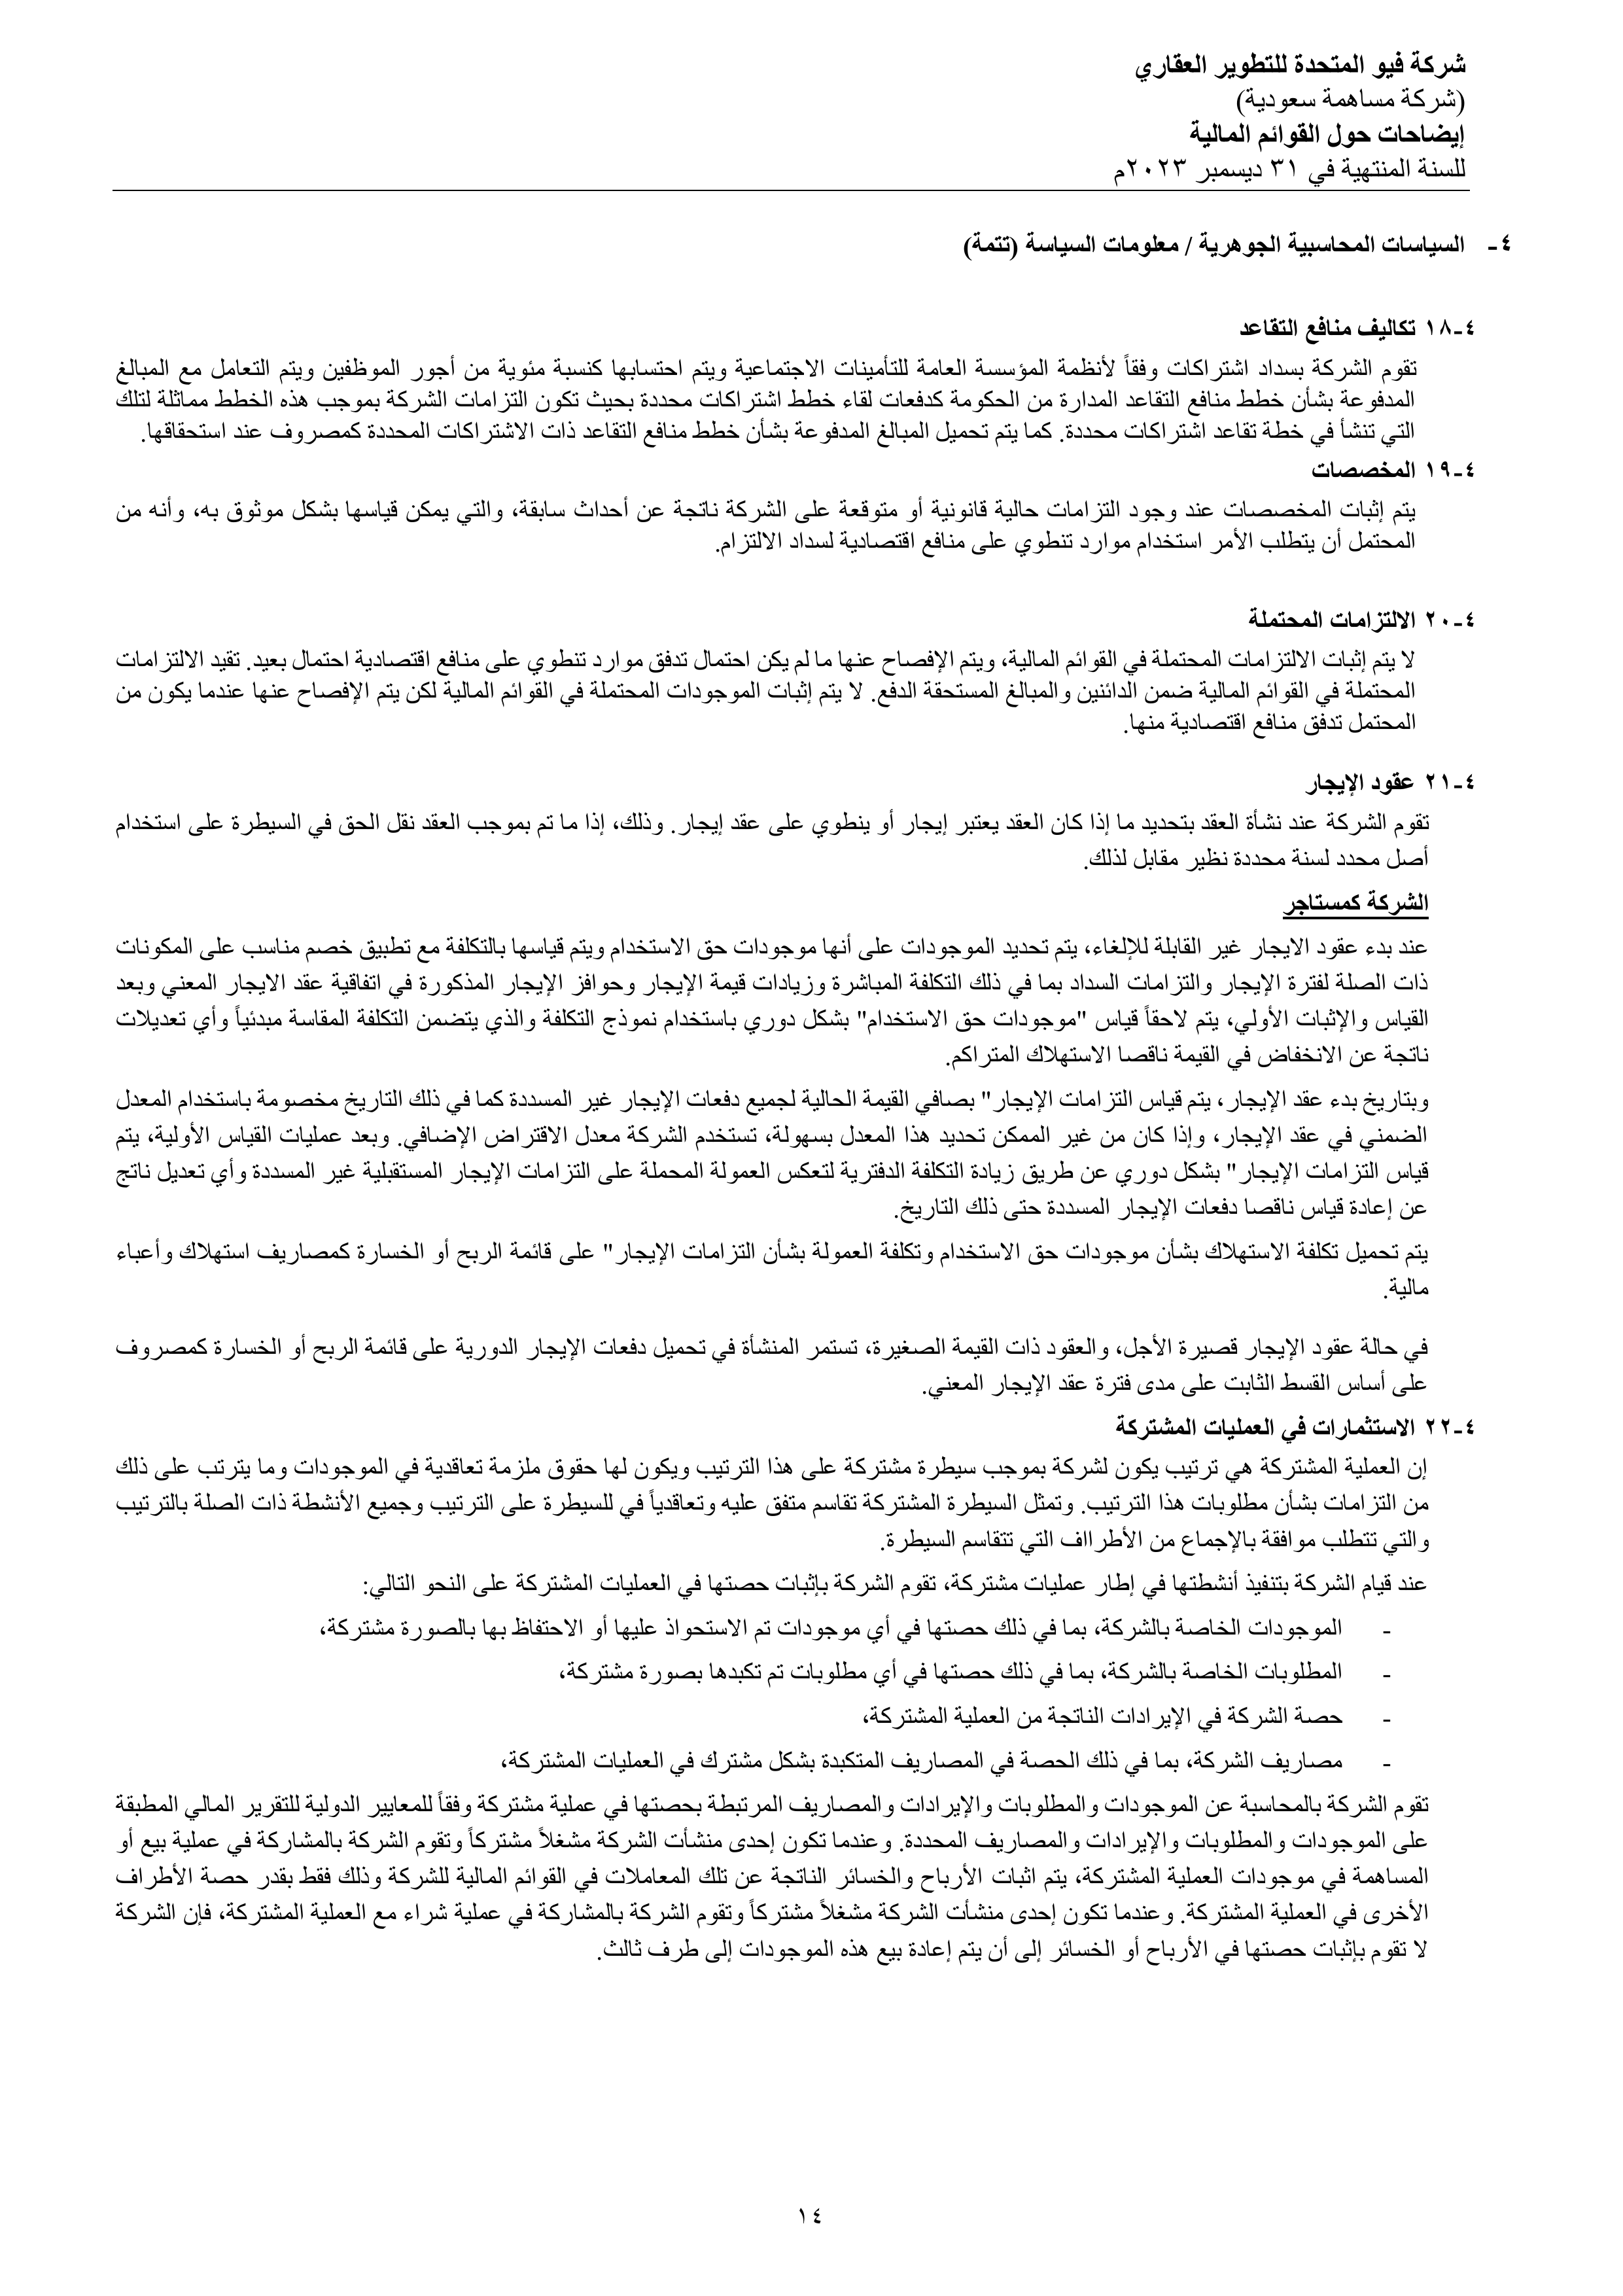 شركة فيو المتحدة للتطوير العقاري
(شركة مساهمة سعودية)
إيضاحات حول القوائم المالية
للسنة المنتهية في ٣١ ديسمبر ٢٠٢٣م
٤- السياسات المحاسبية الجوهرية / معلومات السياسة (تتمة)
٤-١٨ تكاليف منافع التقاعد
تقوم الشركة بسداد اشتراكات وفقاً لأنظمة المؤسسة العامة للتأمينات الاجتماعية ويتم احتسابها كنسبة مئوية من أجور الموظفين ويتم التعامل مع المبالغ
المدفوعة بشأن خطط منافع التقاعد المدارة من الحكومة كدفعات لقاء خطط اشتراكات محددة بحيث تكون التزامات الشركة بموجب هذه الخطط مماثلة لتلك
التي تنشأ في خطة تقاعد اشتراكات محددة. كما يتم تحميل المبالغ المدفوعة بشأن خطط منافع التقاعد ذات الاشتراكات المحددة كمصروف عند استحقاقها.
٤-١٩ المخصصات
يتم إثبات المخصصات عند وجود التزامات حالية قانونية أو متوقعة على الشركة ناتجة عن أحداث سابقة، والتي يمكن قياسها بشكل موثوق به، وأنه من
المحتمل أن يتطلب الأمر استخدام موارد تنطوي على منافع اقتصادية لسداد الالتزام.
٤-٢٠ الالتزامات المحتملة
لا يتم إثبات الالتزامات المحتملة في القوائم المالية، ويتم الإفصاح عنها ما لم يكن احتمال تدفق موارد تنطوي على منافع اقتصادية احتمال بعيد. تقيد الالتزامات
المحتملة في القوائم المالية ضمن الدائنين والمبالغ المستحقة الدفع. لا يتم إثبات الموجودات المحتملة في القوائم المالية لكن يتم الإفصاح عنها عندما يكون من
المحتمل تدفق منافع اقتصادية منها.
٤-٢١ عقود الإيجار
تقوم الشركة عند نشأة العقد بتحديد ما إذا كان العقد يعتبر إيجار أو ينطوي على عقد إيجار. وذلك، إذا ما تم بموجب العقد نقل الحق في السيطرة على استخدام
أصل محدد لسنة محددة نظير مقابل لذلك.
الشركة كمستاجر
عند بدء عقود الايجار غير القابلة للإلغاء، يتم تحديد الموجودات على أنها موجودات حق الاستخدام ويتم قياسها بالتكلفة مع تطبيق خصم مناسب على المكونات
ذات الصلة لفترة الإيجار والتزامات السداد بما في ذلك التكلفة المباشرة وزيادات قيمة الإيجار وحوافز الإيجار المذكورة في اتفاقية عقد الايجار المعني وبعد
القياس والإثبات الأولي، يتم لاحقاً قياس "موجودات حق الاستخدام" بشكل دوري باستخدام نموذج التكلفة والذي يتضمن التكلفة المقاسة مبدئياً وأي تعديلات
ناتجة عن الانخفاض في القيمة ناقصا الاستهلاك المتراكم.
وبتاريخ بدء عقد الإيجار، يتم قياس التزامات الإيجار" بصافي القيمة الحالية لجميع دفعات الإيجار غير المسددة كما في ذلك التاريخ مخصومة باستخدام المعدل
الضمني في عقد الإيجار، وإذا كان من غير الممكن تحديد هذا المعدل بسهولة، تستخدم الشركة معدل الاقتراض الإضافي. وبعد عمليات القياس الأولية، يتم
قياس التزامات الإيجار" بشكل دوري عن طريق زيادة التكلفة الدفترية لتعكس العمولة المحملة على التزامات الإيجار المستقبلية غير المسددة وأي تعديل ناتج
عن إعادة قياس ناقصا دفعات الإيجار المسددة حتى ذلك التاريخ.
يتم تحميل تكلفة الاستهلاك بشأن موجودات حق الاستخدام وتكلفة العمولة بشأن التزامات الإيجار" على قائمة الربح أو الخسارة كمصاريف استهلاك وأعباء
مالية.
في حالة عقود الإيجار قصيرة الأجل، والعقود ذات القيمة الصغيرة، تستمر المنشأة في تحميل دفعات الإيجار الدورية على قائمة الربح أو الخسارة كمصروف
على أساس القسط الثابت على مدى فترة عقد الإيجار المعني.
٤-٢٢ الاستثمارات في العمليات المشتركة
إن العملية المشتركة هي ترتيب يكون لشركة بموجب سيطرة مشتركة على هذا الترتيب ويكون لها حقوق ملزمة تعاقدية في الموجودات وما يترتب على ذلك
من التزامات بشأن مطلوبات هذا الترتيب. وتمثل السيطرة المشتركة تقاسم متفق عليه وتعاقدياً في للسيطرة على الترتيب وجميع الأنشطة ذات الصلة بالترتيب
والتي تتطلب موافقة بالإجماع من الأطرااف التي تتقاسم السيطرة.
عند قيام الشركة بتنفيذ أنشطتها في إطار عمليات مشتركة، تقوم الشركة بإثبات حصتها في العمليات المشتركة على النحو التالي:
- الموجودات الخاصة بالشركة، بما في ذلك حصتها في أي موجودات تم الاستحواذ عليها أو الاحتفاظ بها بالصورة مشتركة،
- المطلوبات الخاصة بالشركة، بما في ذلك حصتها في أي مطلوبات تم تكبدها بصورة مشتركة،
- حصة الشركة في الإيرادات الناتجة من العملية المشتركة،
- مصاريف الشركة، بما في ذلك الحصة في المصاريف المتكبدة بشكل مشترك في العمليات المشتركة،
تقوم الشركة بالمحاسبة عن الموجودات والمطلوبات والإيرادات والمصاريف المرتبطة بحصتها في عملية مشتركة وفقاً للمعايير الدولية للتقرير المالي المطبقة
على الموجودات والمطلوبات والإيرادات والمصاريف المحددة. وعندما تكون إحدى منشأت الشركة مشغلاً مشتركاً وتقوم الشركة بالمشاركة في عملية بيع أو
المساهمة في موجودات العملية المشتركة، يتم اثبات الأرباح والخسائر الناتجة عن تلك المعاملات في القوائم المالية للشركة وذلك فقط بقدر حصة الأطراف
الأخرى في العملية المشتركة. وعندما تكون إحدى منشأت الشركة مشغلاً مشتركاً وتقوم الشركة بالمشاركة في عملية شراء مع العملية المشتركة، فإن الشركة
لا تقوم بإثبات حصتها في الأرباح أو الخسائر إلى أن يتم إعادة بيع هذه الموجودات إلى طرف ثالث.
١٤